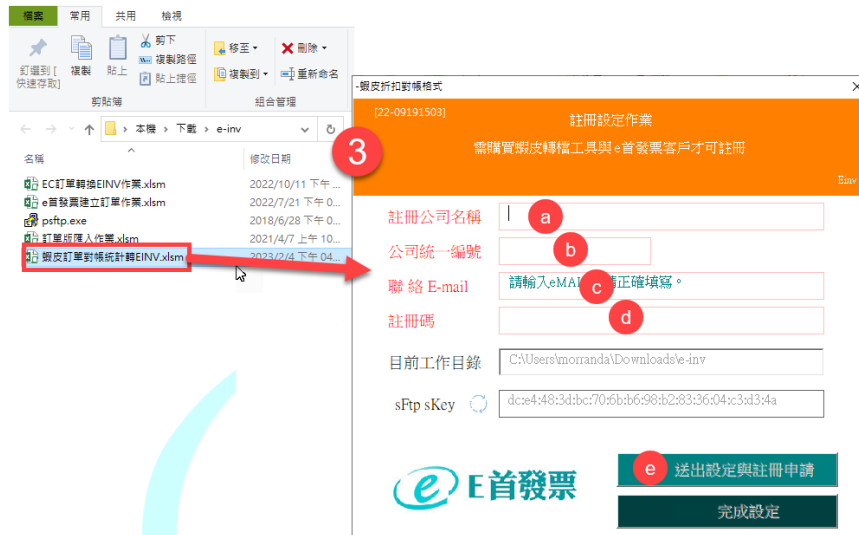 檔案 常用 共用 檢視
釘選到 [
快速存取]
複製
貼上
剪下
複製路徑
貼上捷徑
剪貼簿
移至
刪除
複製到
重新命名
組合管理
本機 › 下載 › e-inv
名稱 修改日期
EC訂單轉換EINV作業.xlsm 2022/10/11 下午 ...
e首發票建立訂單作業.xlsm 2022/7/21 下午 0...
psftp.exe 2018/6/28 下午 0...
訂單版匯入作業.xlsm 2021/4/7 上午 10...
蝦皮訂單對帳統計轉EINV.xlsm 2023/2/4 下午 04...
3
-蝦皮折扣對帳格式
[22-09191503]
註冊設定作業
需購買蝦皮轉檔工具與e首發票客戶才可註冊
Einv
註冊公司名稱 a
公司統一編號 b
聯 絡 E-mail 請輸入eMA c 正確填寫。
註冊碼 d
目前工作目錄 C:\Users\morranda\Downloads\e-inv
sFtp sKey dc:e4:48:3d:bc:70:6b:b6:98:b2:83:36:04:c3:d3:4a
e E首發票
e 送出設定與註冊申請
完成設定